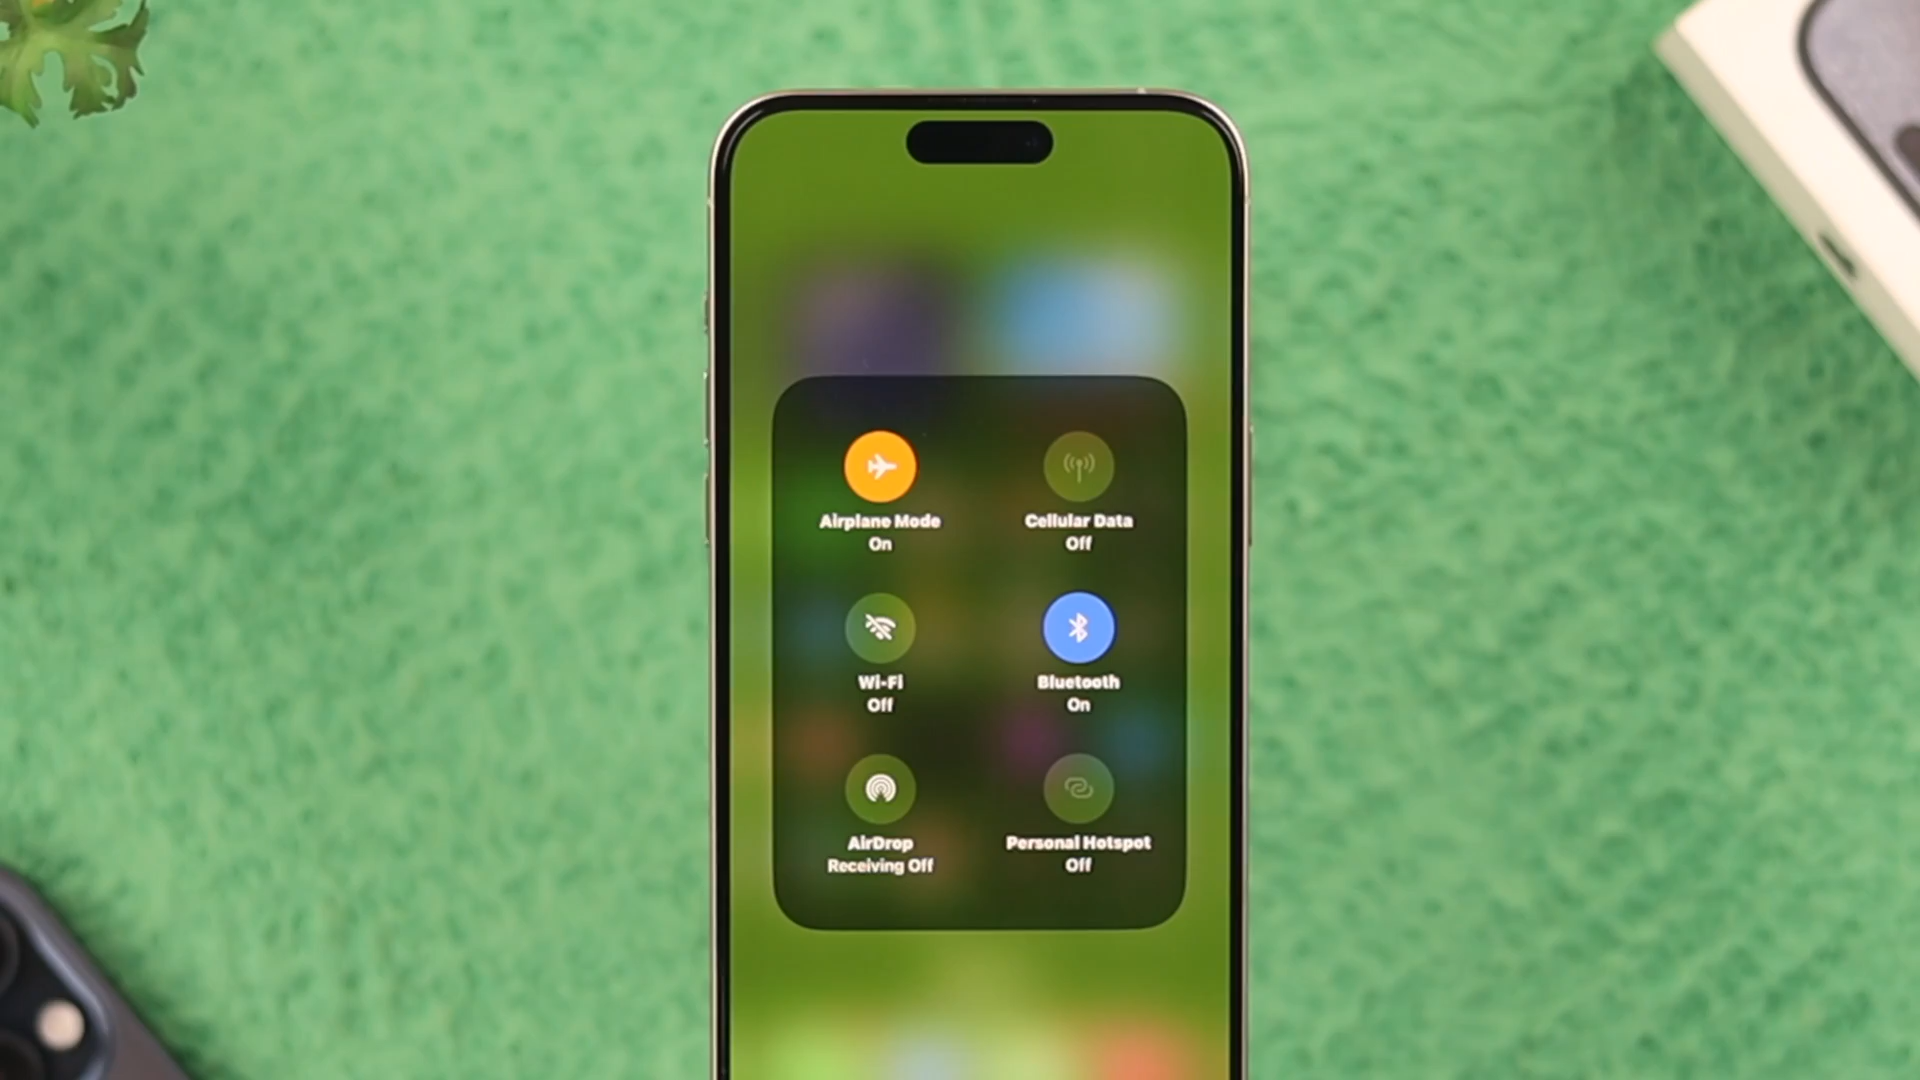 Airplane Mode
On
Cellular Data
Off
Wi-Fi
Off
Bluetooth
On
AirDrop
Receiving Off
Personal Hotspot
Off